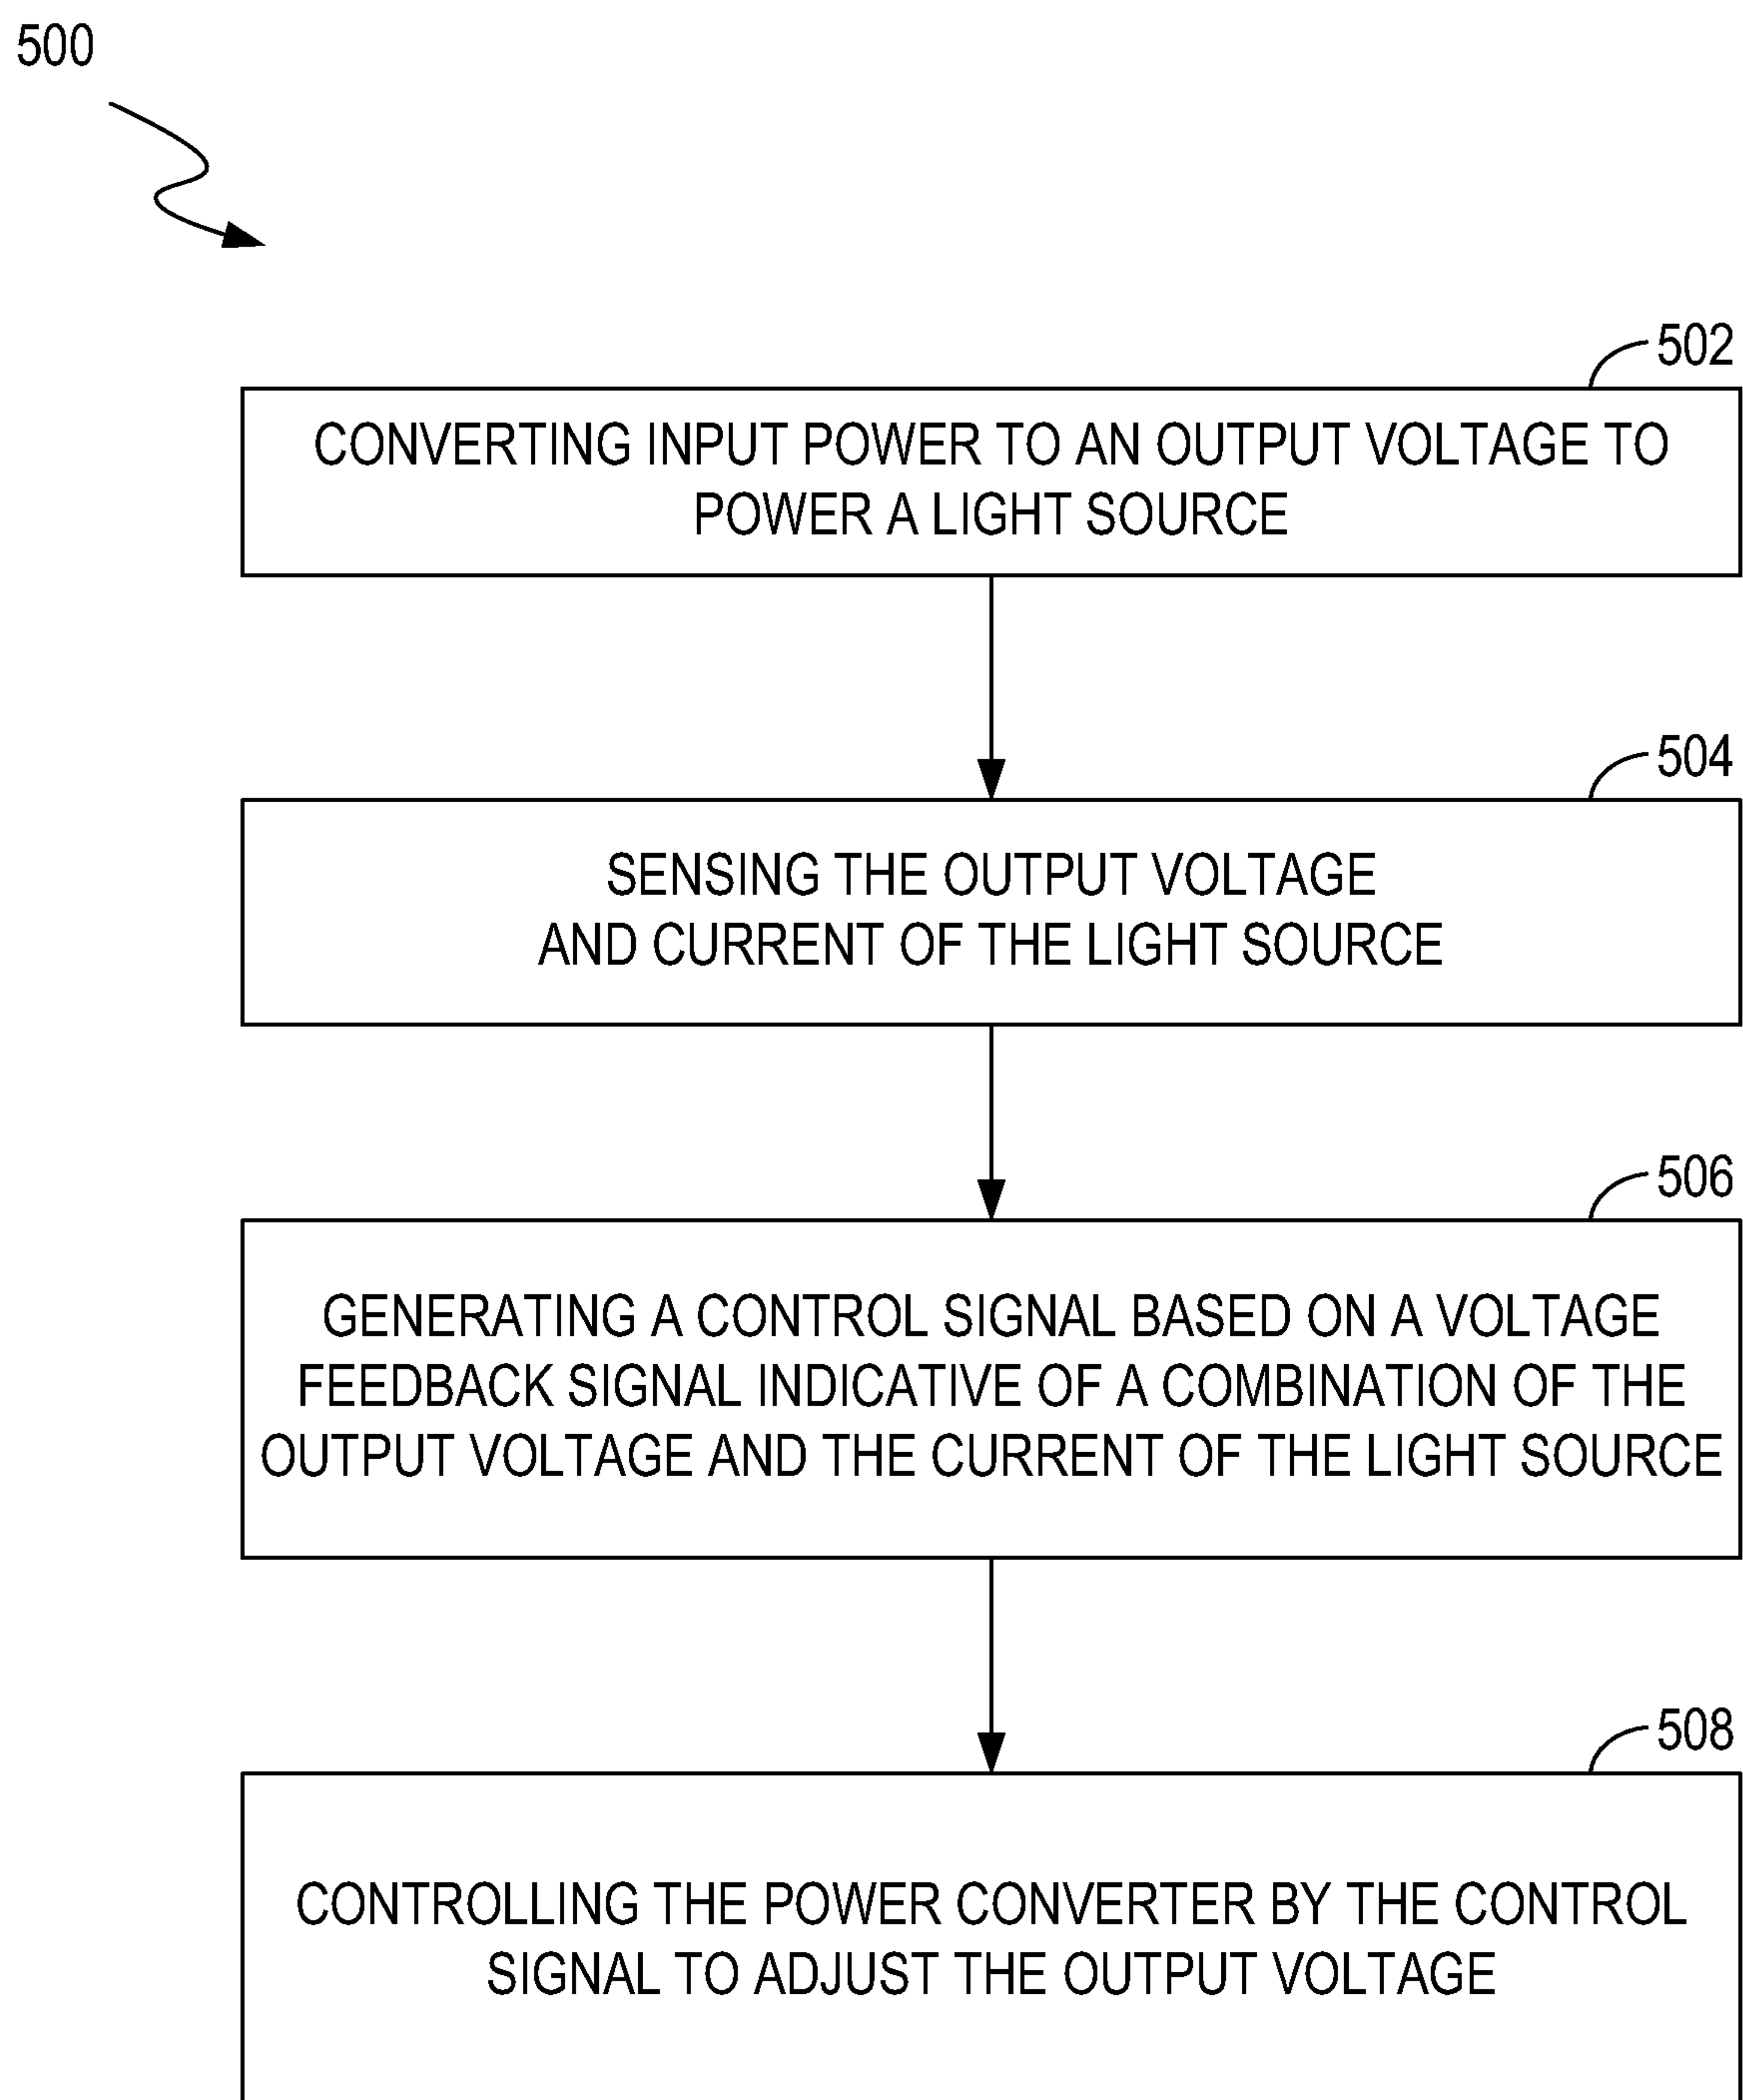 500
502
CONVERTING INPUT POWER TO AN OUTPUT VOLTAGE TO
POWER A LIGHT SOURCE
504
SENSING THE OUTPUT VOLTAGE
AND CURRENT OF THE LIGHT SOURCE
506
GENERATING A CONTROL SIGNAL BASED ON A VOLTAGE
FEEDBACK SIGNAL INDICATIVE OF A COMBINATION OF THE
OUTPUT VOLTAGE AND THE CURRENT OF THE LIGHT SOURCE
508
CONTROLLING THE POWER CONVERTER BY THE CONTROL
SIGNAL TO ADJUST THE OUTPUT VOLTAGE